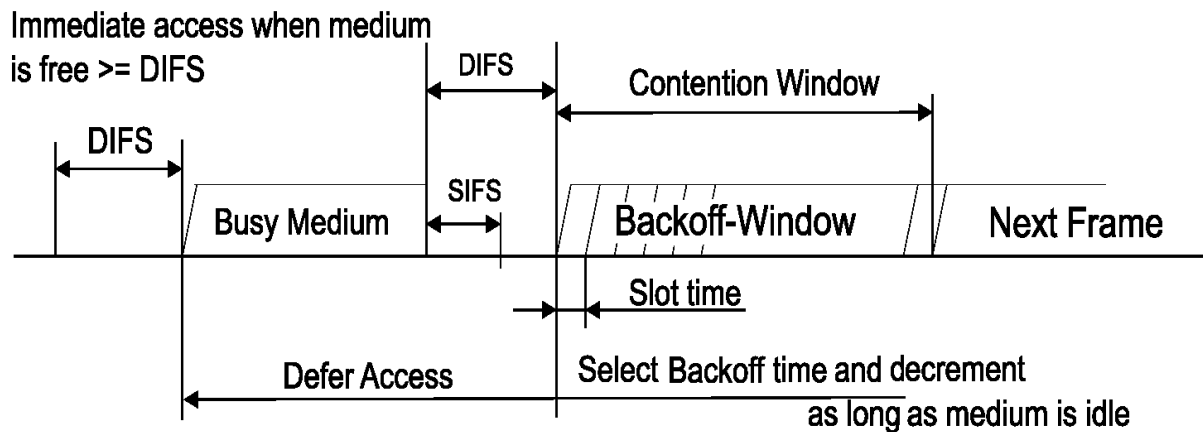 Immediate access when medium
is free >= DIFS
DIFS
Contention Window
DIFS
SIFS
Busy Medium
Backoff-Window
Next Frame
Slot time
Defer Access
Select Backoff time and decrement
as long as medium is idle